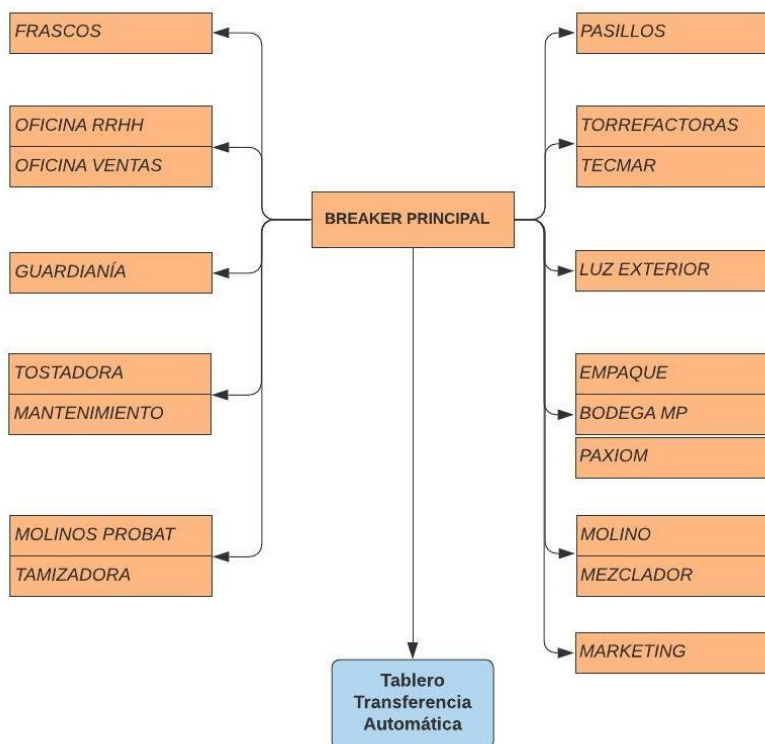 FRASCOS
OFICINA RRHH
OFICINA VENTAS
GUARDIANÍA
TOSTADORA
MANTENIMIENTO
MOLINOS PROBAT
TAMIZADORA
BREAKER PRINCIPAL
Tablero
Transferencia
Automática
PASILLOS
TORREFACTORAS
TECMAR
LUZ EXTERIOR
EMPAQUE
BODEGA MP
PAXIOM
MOLINO
MEZCLADOR
MARKETING